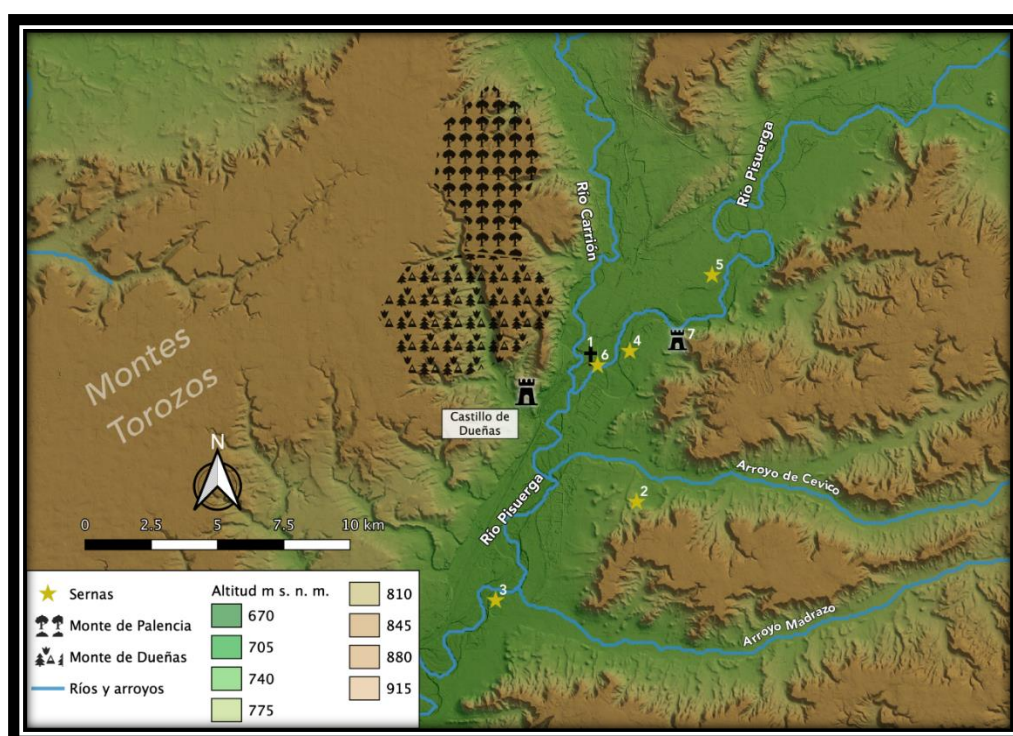 Río Pisuerga
Río Carrión
5
7
1
4
6
Montes
Torozos
Castillo de
Dueñas
N
Arroyo de Cevico
2
Río Pisuerga
0 2.5 5 7.5 10 km
3
Arroyo Madrazo
Sernas
Monte de Palencia
Monte de Dueñas
Ríos y arroyos
Altitud m s. n. m.
670
705
740
775
810
845
880
915